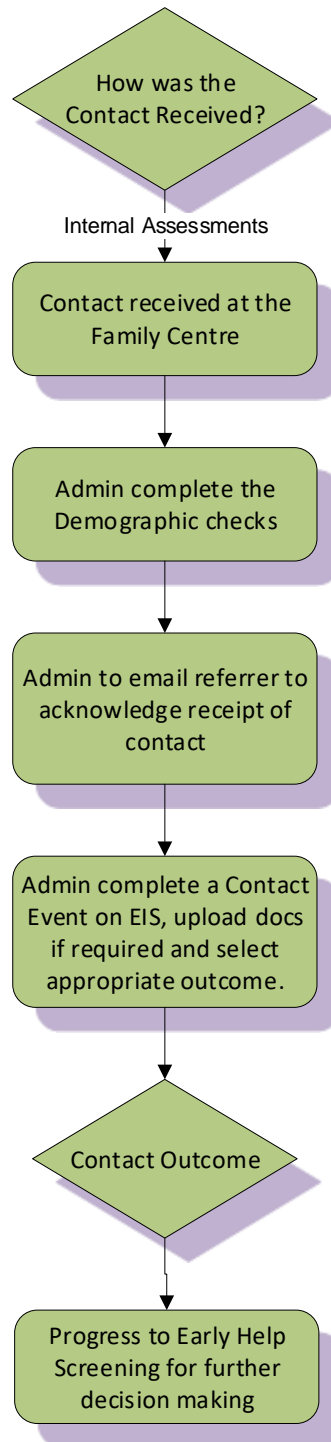 How was the
Contact Received?
Internal Assessments
Contact received at the
Family Centre
Admin complete the
Demographic checks
Admin to email referrer to
acknowledge receipt of
contact
Admin complete a Contact
Event on EIS, upload docs
if required and select
appropriate outcome.
Contact Outcome
Progress to Early Help
Screening for further
decision making